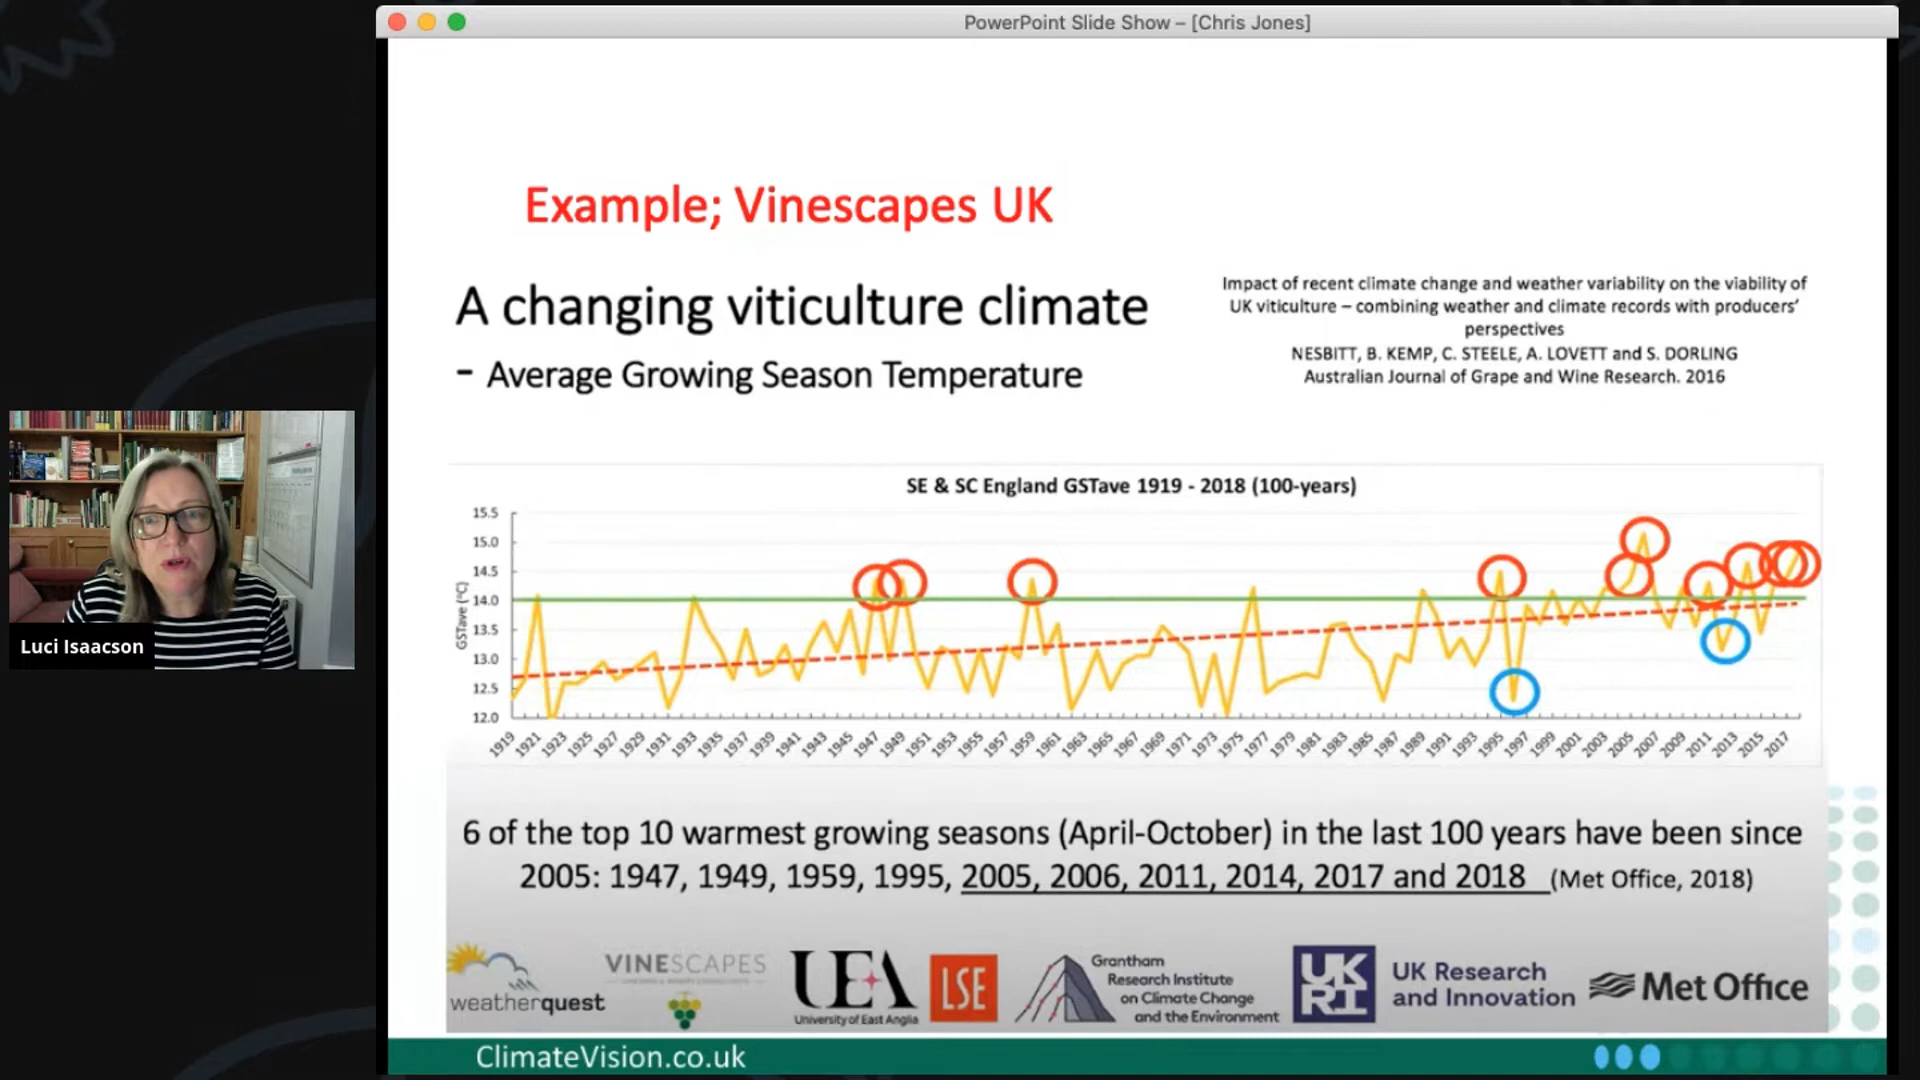 PowerPoint Slide Show – [Chris Jones]
Example; Vinescapes UK
A changing viticulture climate
- Average Growing Season Temperature
Impact of recent climate change and weather variability on the viability of
UK viticulture – combining weather and climate records with producers'
perspectives
NESBITT, B. KEMP, C. STEELE, A. LOVETT and S. DORLING
Australian Journal of Grape and Wine Research. 2016
Luci Isaacson
SE & SC England GSTave 1919 - 2018 (100-years)
GSTave (°C)
15.5
15.0
14.5
14.0
13.5
13.0
12.5
12.0
1919 1921 1923 1925 1927 1929 1931 1933 1935 1937 1939 1941 1943 1945 1947 1949 1951 1953 1955 1957 1959 1961 1963 1965 1967 1969 1971 1973 1975 1977 1979 1981 1983 1985 1987 1989 1991 1993 1995 1997 1999 2001 2003 2005 2007 2009 2011 2013 2015 2017
6 of the top 10 warmest growing seasons (April-October) in the last 100 years have been since
2005: 1947, 1949, 1959, 1995, 2005, 2006, 2011, 2014, 2017 and 2018 (Met Office, 2018)
weatherquest
VINESCAPES
UEA
University of East Anglia
LSE
Grantham
Research Institute
on Climate Change
and the Environment
UK
RI
UK Research
and Innovation
Met Office
ClimateVision.co.uk